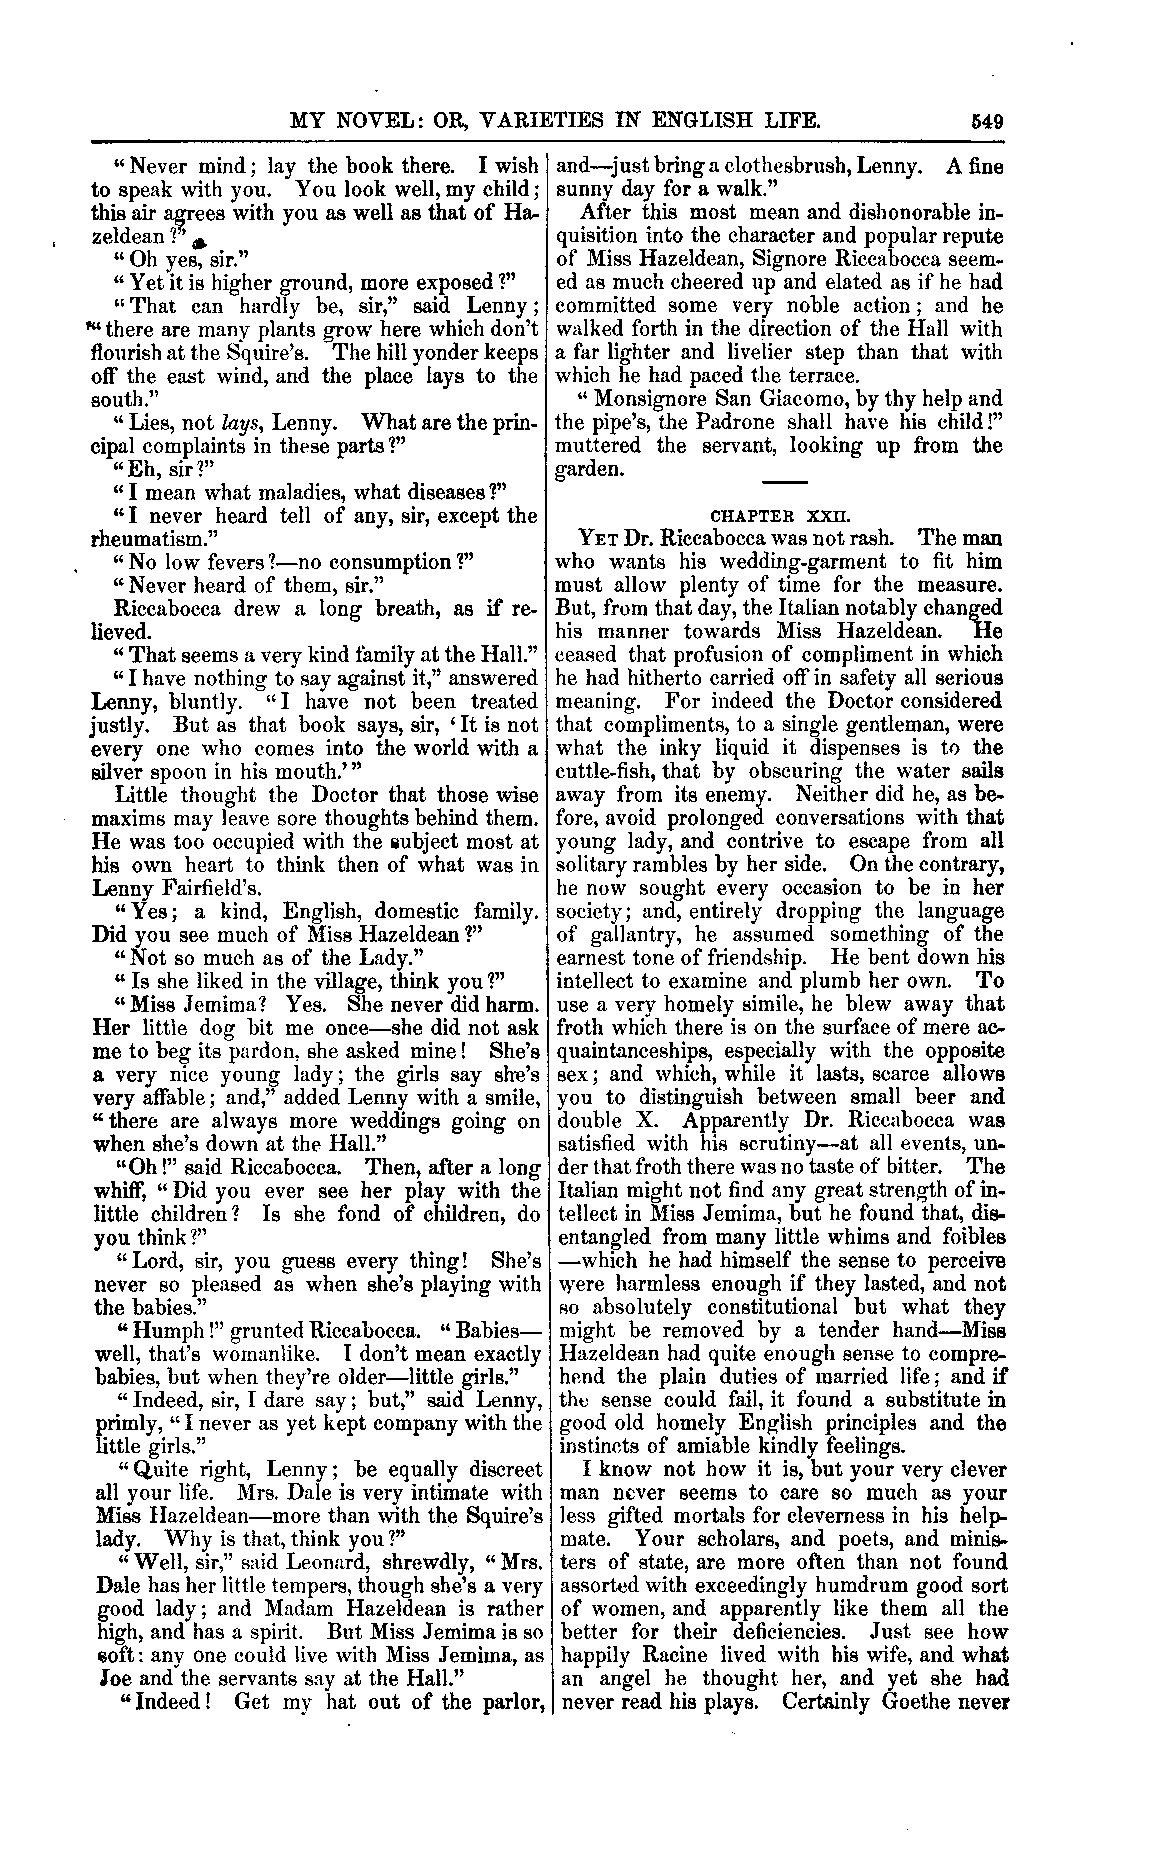 MY NOVEL: OR, VARIETIES IN ENGLISH LIFE. 549
"Never mind; lay the book there. I wish
to speak with you. You look well, my child;
this air agrees with you as well as that of Ha-
zeldean?"
"Oh yes, sir."
"Yet it is higher ground, more exposed?"
"That can hardly be, sir," said Lenny;
"there are many plants grow here which don't
flourish at the Squire's. The hill yonder keeps
off the east wind, and the place lays to the
south."
"Lies, not lays, Lenny. What are the prin-
cipal complaints in these parts?"
"Eh, sir?"
"I mean what maladies, what diseases?"
"I never heard tell of any, sir, except the
rheumatism."
"No low fevers?—no consumption?"
"Never heard of them, sir."
Riccabocca drew a long breath, as if re-
lieved.
"That seems a very kind family at the Hall."
"I have nothing to say against it," answered
Lenny, bluntly. "I have not been treated
justly. But as that book says, sir, 'It is not
every one who comes into the world with a
silver spoon in his mouth.'"
Little thought the Doctor that those wise
maxims may leave sore thoughts behind them.
He was too occupied with the subject most at
his own heart to think then of what was in
Lenny Fairfield's.
"Yes; a kind, English, domestic family.
Did you see much of Miss Hazeldean?"
"Not so much as of the Lady."
"Is she liked in the village, think you?"
"Miss Jemima? Yes. She never did harm.
Her little dog bit me once—she did not ask
me to beg its pardon, she asked mine! She's
a very nice young lady; the girls say she's
very affable; and," added Lenny with a smile,
"there are always more weddings going on
when she's down at the Hall."
"Oh!" said Riccabocca. Then, after a long
whiff, "Did you ever see her play with the
little children? Is she fond of children, do
you think?"
"Lord, sir, you guess every thing! She's
never so pleased as when she's playing with
the babies."
"Humph!" grunted Riccabocca. "Babies—
well, that's womanlike. I don't mean exactly
babies, but when they're older—little girls."
"Indeed, sir, I dare say; but," said Lenny,
primly, "I never as yet kept company with the
little girls."
"Quite right, Lenny; be equally discreet
all your life. Mrs. Dale is very intimate with
Miss Hazeldean—more than with the Squire's
lady. Why is that, think you?"
"Well, sir," said Leonard, shrewdly, "Mrs.
Dale has her little tempers, though she's a very
good lady; and Madam Hazeldean is rather
high, and has a spirit. But Miss Jemima is so
soft: any one could live with Miss Jemima, as
Joe and the servants say at the Hall."
"Indeed! Get my hat out of the parlor,
and—just bring a clothesbrush, Lenny. A fine
sunny day for a walk."
After this most mean and dishonorable in-
quisition into the character and popular repute
of Miss Hazeldean, Signore Riccabocca seem-
ed as much cheered up and elated as if he had
committed some very noble action; and he
walked forth in the direction of the Hall with
a far lighter and livelier step than that with
which he had paced the terrace.
"Monsignore San Giacomo, by thy help and
the pipe's, the Padrone shall have his child!"
muttered the servant, looking up from the
garden.
CHAPTER XXII.
YET Dr. Riccabocca was not rash. The man
who wants his wedding-garment to fit him
must allow plenty of time for the measure.
But, from that day, the Italian notably changed
his manner towards Miss Hazeldean. He
ceased that profusion of compliment in which
he had hitherto carried off in safety all serious
meaning. For indeed the Doctor considered
that compliments, to a single gentleman, were
what the inky liquid it dispenses is to the
cuttle-fish, that by obscuring the water sails
away from its enemy. Neither did he, as be-
fore, avoid prolonged conversations with that
young lady, and contrive to escape from all
solitary rambles by her side. On the contrary,
he now sought every occasion to be in her
society; and, entirely dropping the language
of gallantry, he assumed something of the
earnest tone of friendship. He bent down his
intellect to examine and plumb her own. To
use a very homely simile, he blew away that
froth which there is on the surface of mere ac-
quaintanceships, especially with the opposite
sex; and which, while it lasts, scarce allows
you to distinguish between small beer and
double X. Apparently Dr. Riccabocca was
satisfied with his scrutiny—at all events, un-
der that froth there was no taste of bitter. The
Italian might not find any great strength of in-
tellect in Miss Jemima, but he found that, dis-
entangled from many little whims and foibles
—which he had himself the sense to perceive
were harmless enough if they lasted, and not
so absolutely constitutional but what they
might be removed by a tender hand—Miss
Hazeldean had quite enough sense to compre-
hend the plain duties of married life; and if
the sense could fail, it found a substitute in
good old homely English principles and the
instincts of amiable kindly feelings.
I know not how it is, but your very clever
man never seems to care so much as your
less gifted mortals for cleverness in his help-
mate. Your scholars, and poets, and minis-
ters of state, are more often than not found
assorted with exceedingly humdrum good sort
of women, and apparently like them all the
better for their deficiencies. Just see how
happily Racine lived with his wife, and what
an angel he thought her, and yet she had
never read his plays. Certainly Goethe never